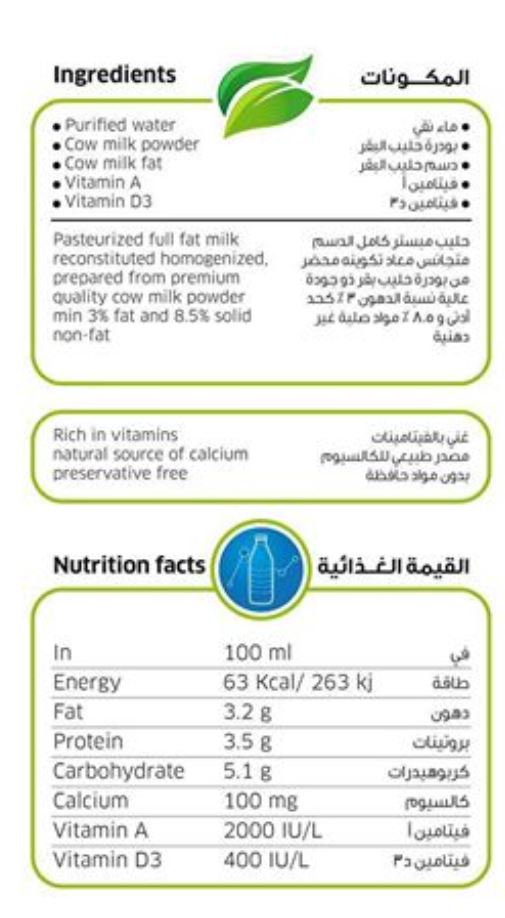 Ingredients المكـونات
• Purified water • ماء نقي
• Cow milk powder • بودرة حليب البقر
• Cow milk fat • دسم حليب البقر
• Vitamin A • فيتامين أ
• Vitamin D3 • فيتامين د٣
Pasteurized full fat milk
reconstituted homogenized,
prepared from premium
quality cow milk powder
min 3% fat and 8.5% solid
non-fat
حليب مبستر كامل الدسم
متجانس معاد تكوينه محضر
من بودرة حليب بقر ذو جودة
عالية نسبة الدهون ٣٪ كحد
أدنى و ٨.٥ ٪ مواد صلبة غير
دهنية
Rich in vitamins
natural source of calcium
preservative free
غني بالفيتامينات
مصدر طبيعي للكالسيوم
بدون مواد حافظة
Nutrition facts القيمة الغـذائية
In 100 ml في
Energy 63 Kcal/ 263 kj طاقة
Fat 3.2 g دهون
Protein 3.5 g بروتينات
Carbohydrate 5.1 g كربوهيدرات
Calcium 100 mg كالسيوم
Vitamin A 2000 IU/L فيتامين أ
Vitamin D3 400 IU/L فيتامين د٣